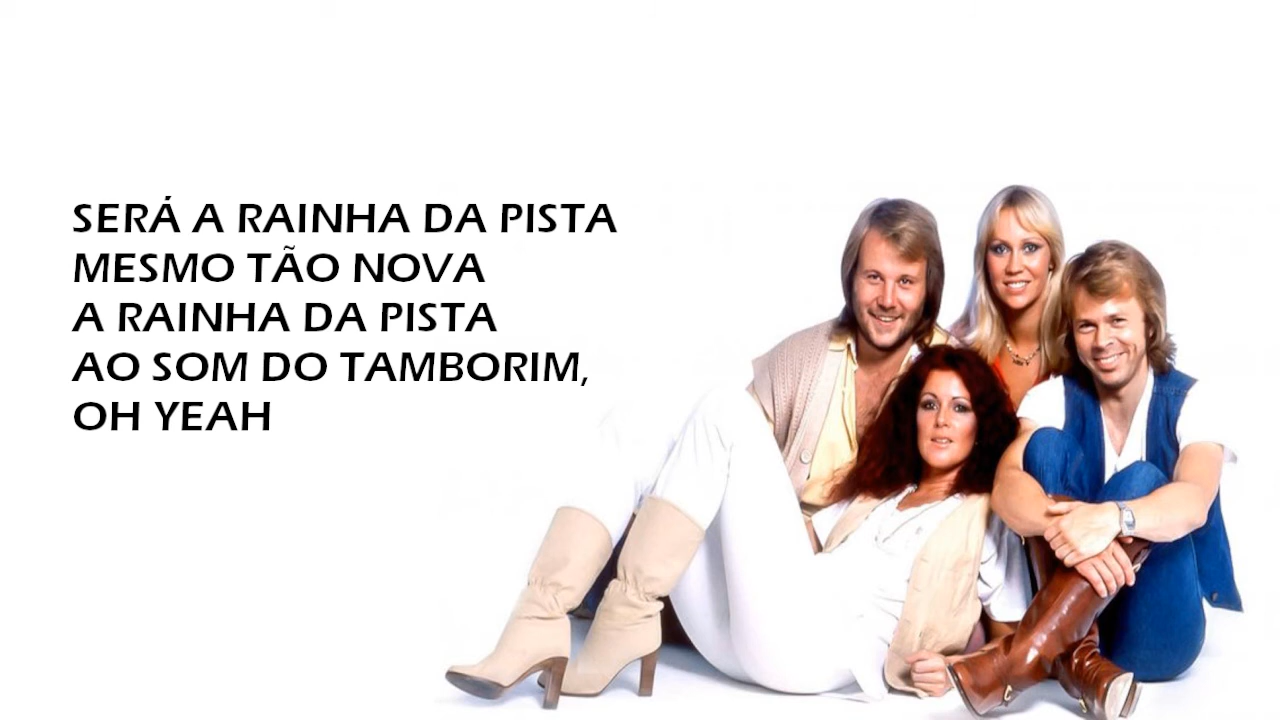 SERÁ A RAINHA DA PISTA
MESMO TÃO NOVA
A RAINHA DA PISTA
AO SOM DO TAMBORIM,
OH YEAH